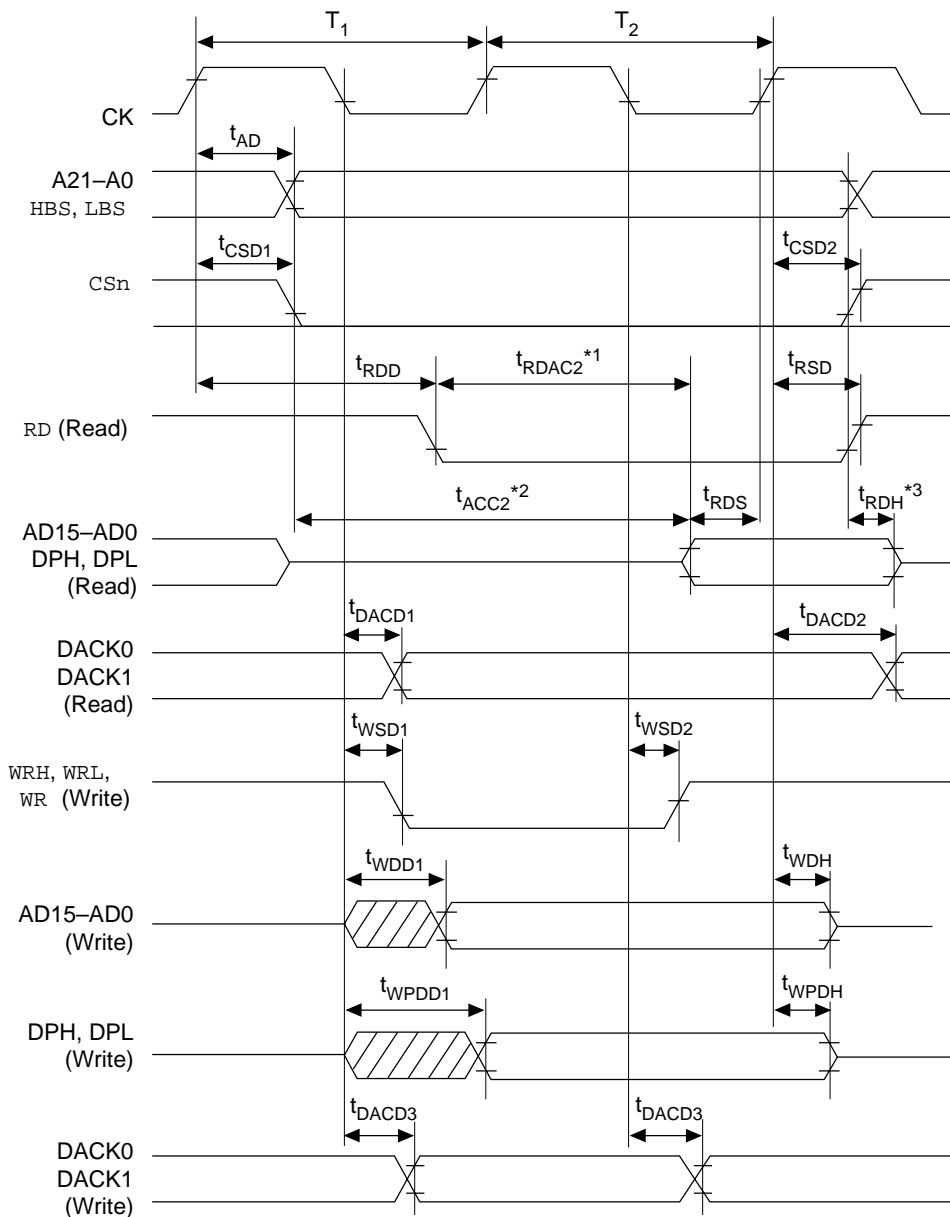 T1 T2
CK
tAD
A21–A0
HBS, LBS
tCSD1 tCSD2
CSn
tRDD tRDAC2*1 tRSD
RD (Read)
tACC2*2 tRDS tRDH*3
AD15–AD0
DPH, DPL
(Read)
tDACD1 tDACD2
DACK0
DACK1
(Read)
tWSD1 tWSD2
WRH, WRL,
WR (Write)
tWDD1 tWDH
AD15–AD0
(Write)
tWPDD1 tWPDH
DPH, DPL
(Write)
tDACD3 tDACD3
DACK0
DACK1
(Write)